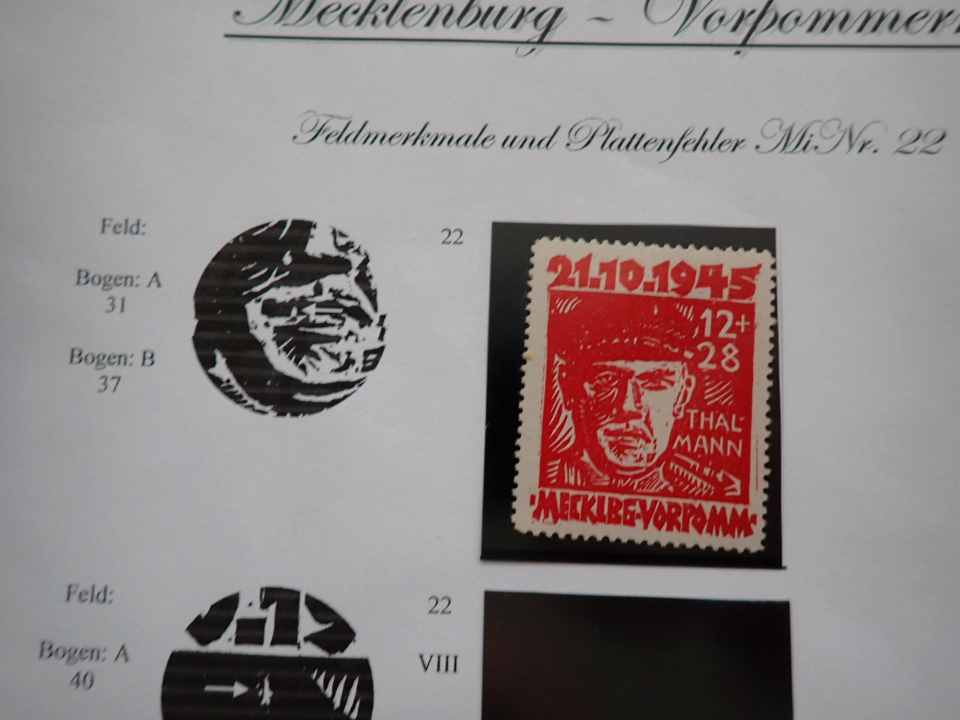 Mecklenburg ~ Vorpommern
Feldmerkmale und Plattenfehler MiNr. 22
Feld:
22
Bogen: A
31
Bogen: B
37
21.10.1945
12+
28
THÄL-
MANN
MECKLBG-VORPOMM.
Feld:
22
Bogen: A
VIII
40